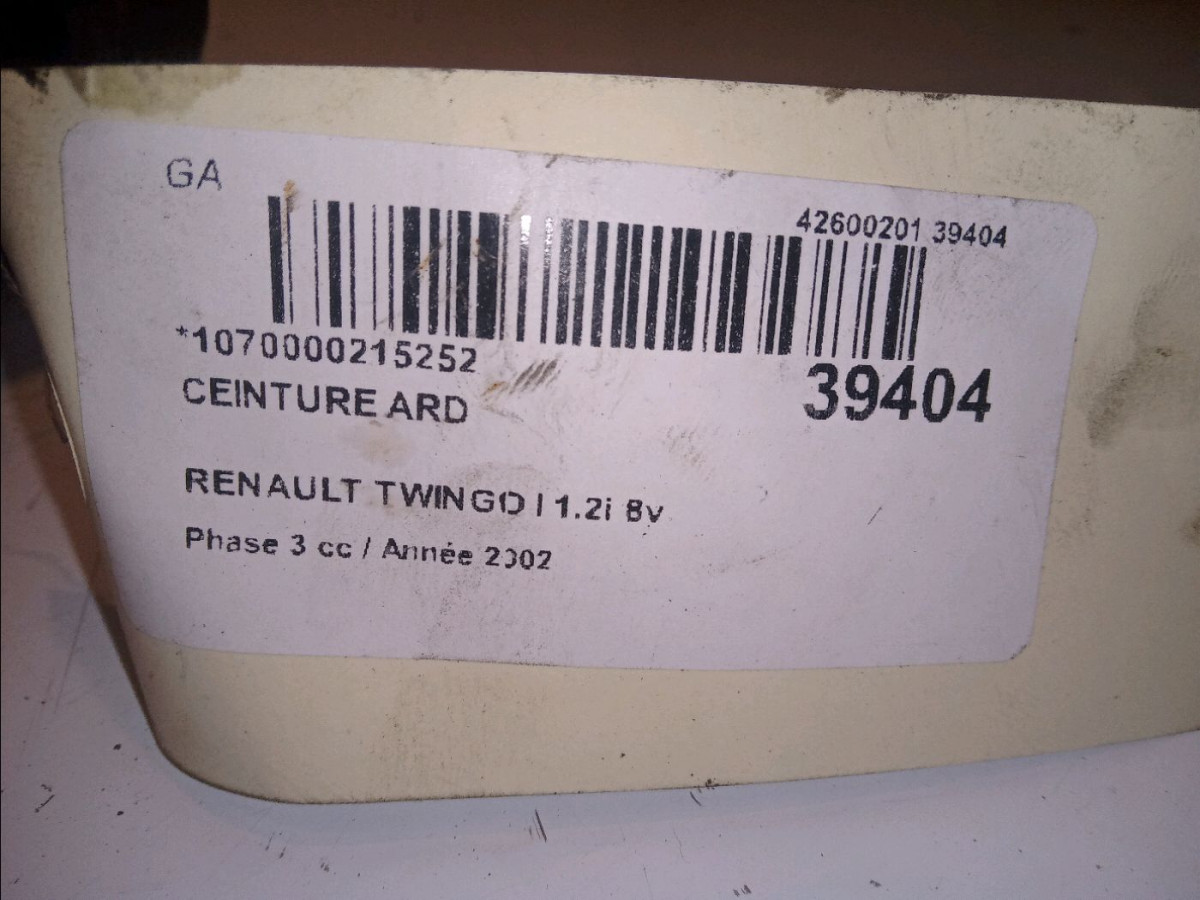 GA
42600201 39404
*1070000215252
39404
CEINTURE ARD
RENAULT TWINGO I 1.2i 8v
Phase 3 cc / Année 2002